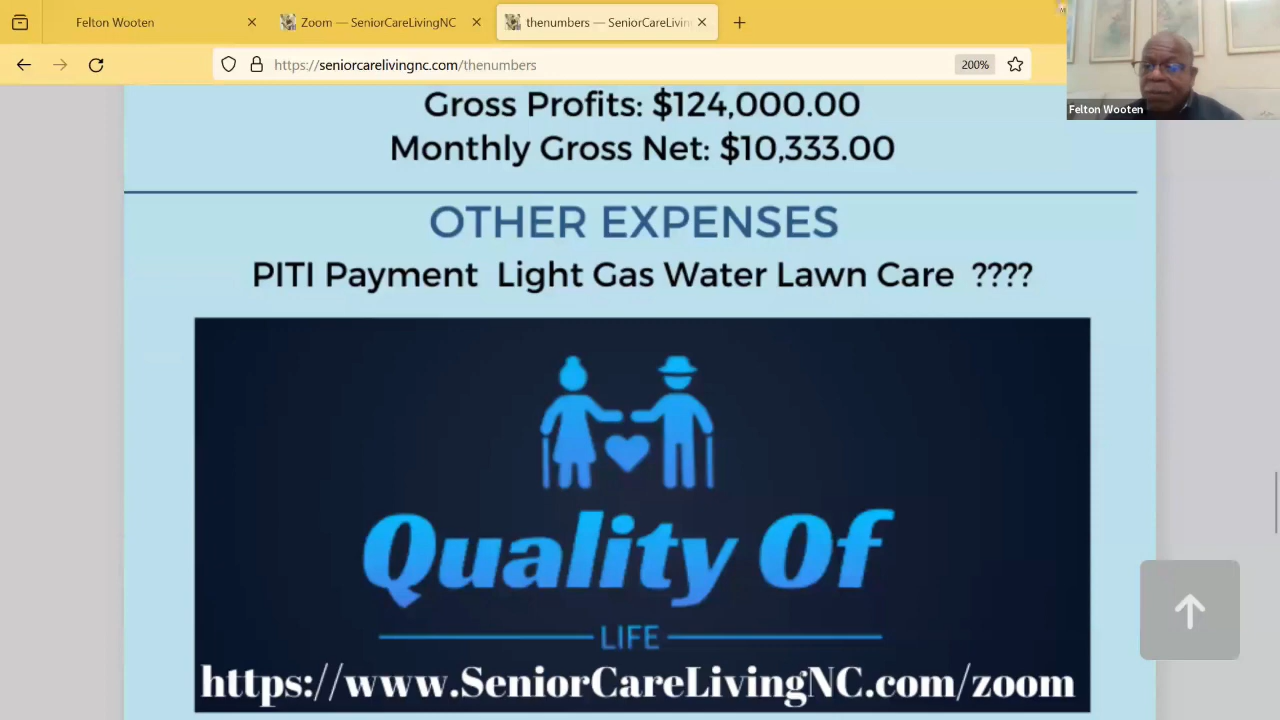 Felton Wooten
Zoom — SeniorCareLivingNC
thenumbers — SeniorCareLivin
https://seniorcarelivingnc.com/thenumbers
200%
Felton Wooten
Gross Profits: $124,000.00
Monthly Gross Net: $10,333.00
OTHER EXPENSES
PITI Payment Light Gas Water Lawn Care ????
Quality Of
LIFE
https://www.SeniorCareLivingNC.com/zoom